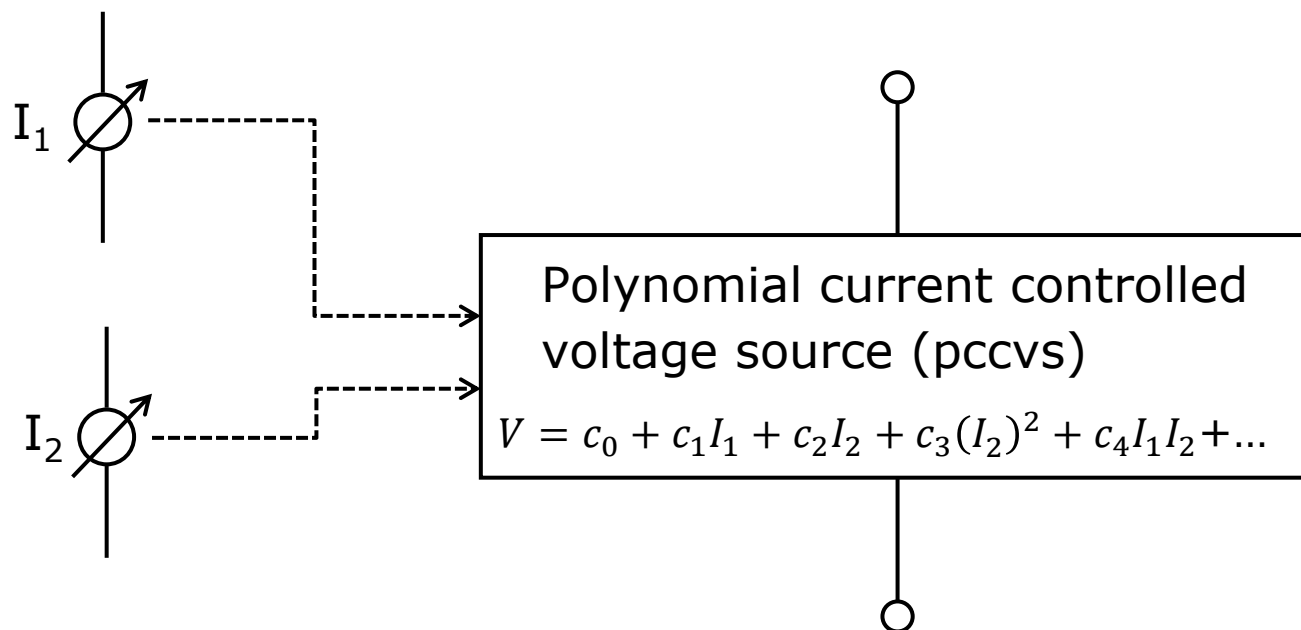 I₁
I₂
Polynomial current controlled
voltage source (pccvs)
V = c₀ + c₁I₁ + c₂I₂ + c₃(I₂)² + c₄I₁I₂+…